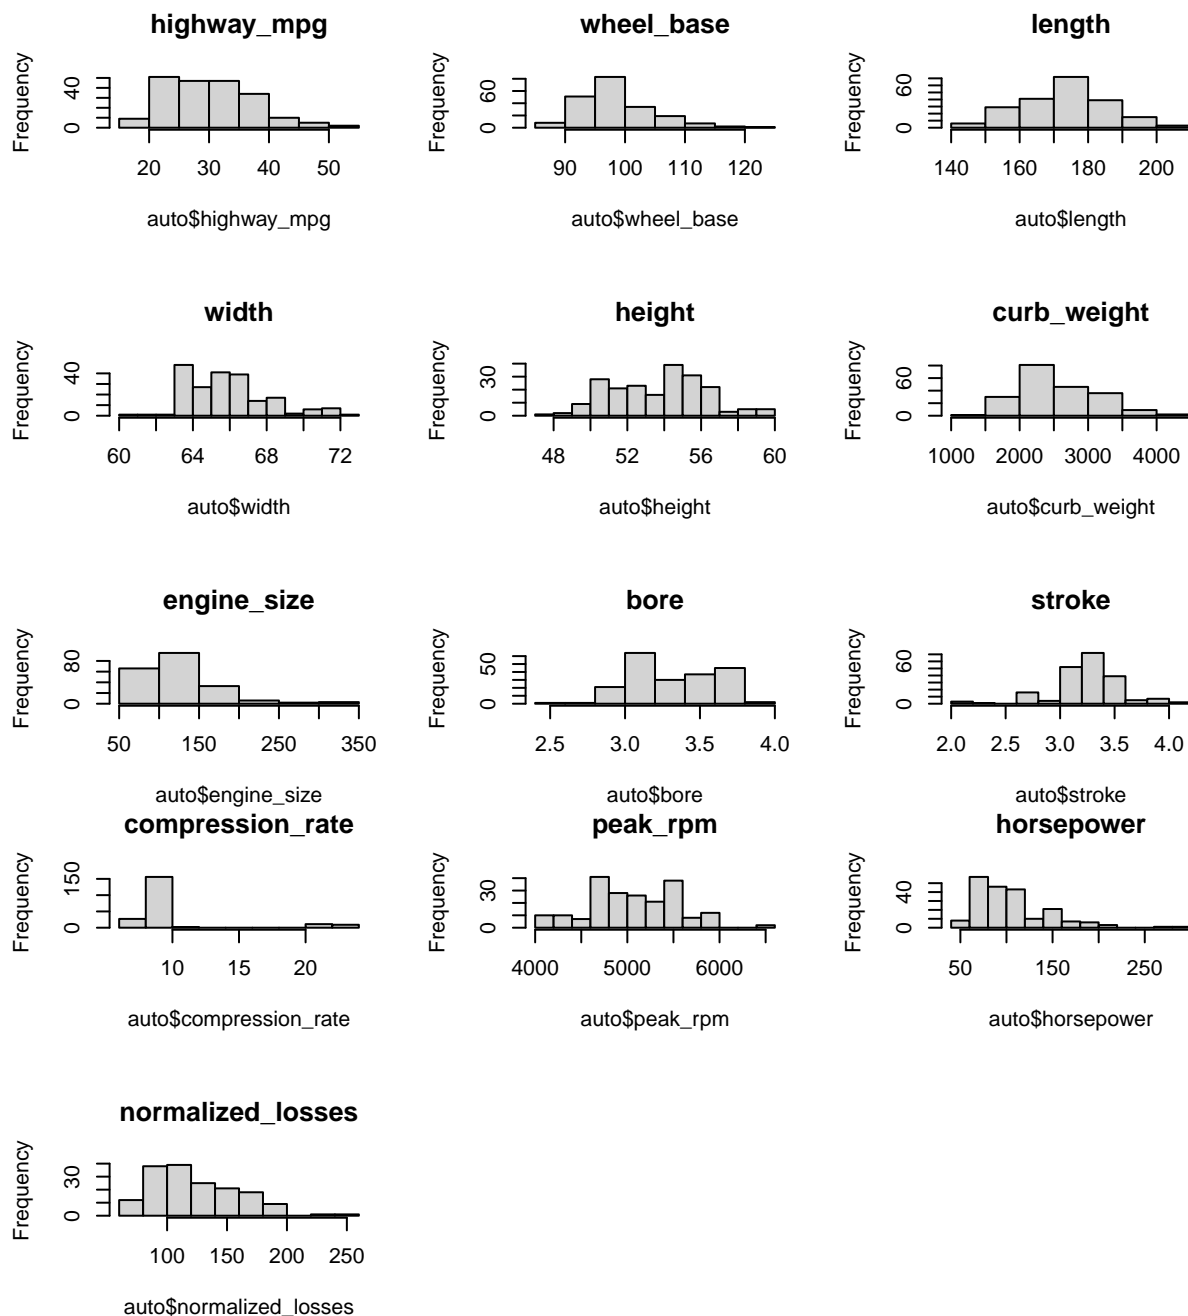 highway_mpg
Frequency
0 40
20 30 40 50
auto$highway_mpg
wheel_base
Frequency
0 60
90 100 110 120
auto$wheel_base
length
Frequency
0 60
140 160 180 200
auto$length
width
Frequency
0 40
60 64 68 72
auto$width
height
Frequency
0 30
48 52 56 60
auto$height
curb_weight
Frequency
0 60
1000 2000 3000 4000
auto$curb_weight
engine_size
Frequency
0 80
50 150 250 350
auto$engine_size
bore
Frequency
0 50
2.5 3.0 3.5 4.0
auto$bore
stroke
Frequency
0 60
2.0 2.5 3.0 3.5 4.0
auto$stroke
compression_rate
Frequency
0 150
10 15 20
auto$compression_rate
peak_rpm
Frequency
0 30
4000 5000 6000
auto$peak_rpm
horsepower
Frequency
0 40
50 150 250
auto$horsepower
normalized_losses
Frequency
0 30
100 150 200 250
auto$normalized_losses